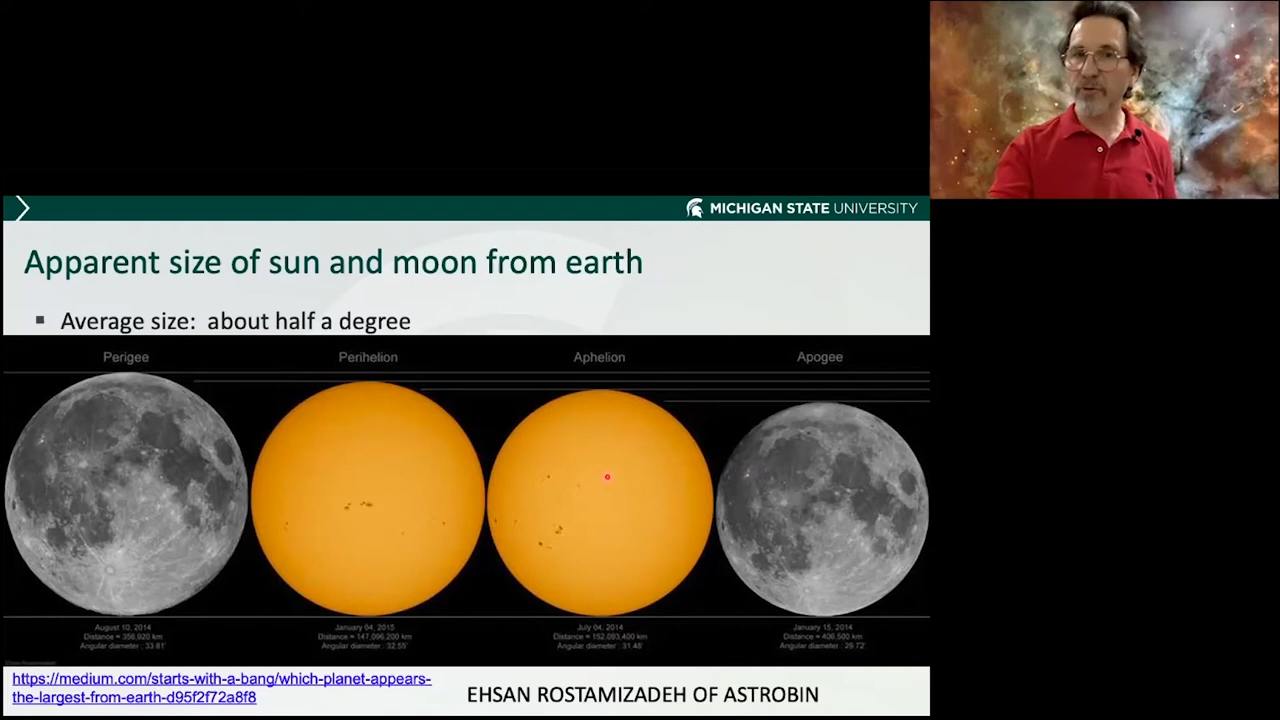 MICHIGAN STATE UNIVERSITY
Apparent size of sun and moon from earth
▪ Average size: about half a degree
Perigee Perihelion Aphelion Apogee
August 10, 2014 January 04, 2015 July 04, 2014 January 15, 2014
Distance = 356,920 km Distance = 147,096,200 km Distance = 152,093,400 km Distance = 406,500 km
Angular diameter : 33.81' Angular diameter : 32.55' Angular diameter : 31.48' Angular diameter : 29.72'
https://medium.com/starts-with-a-bang/which-planet-appears-
the-largest-from-earth-d95f2f72a8f8
EHSAN ROSTAMIZADEH OF ASTROBIN